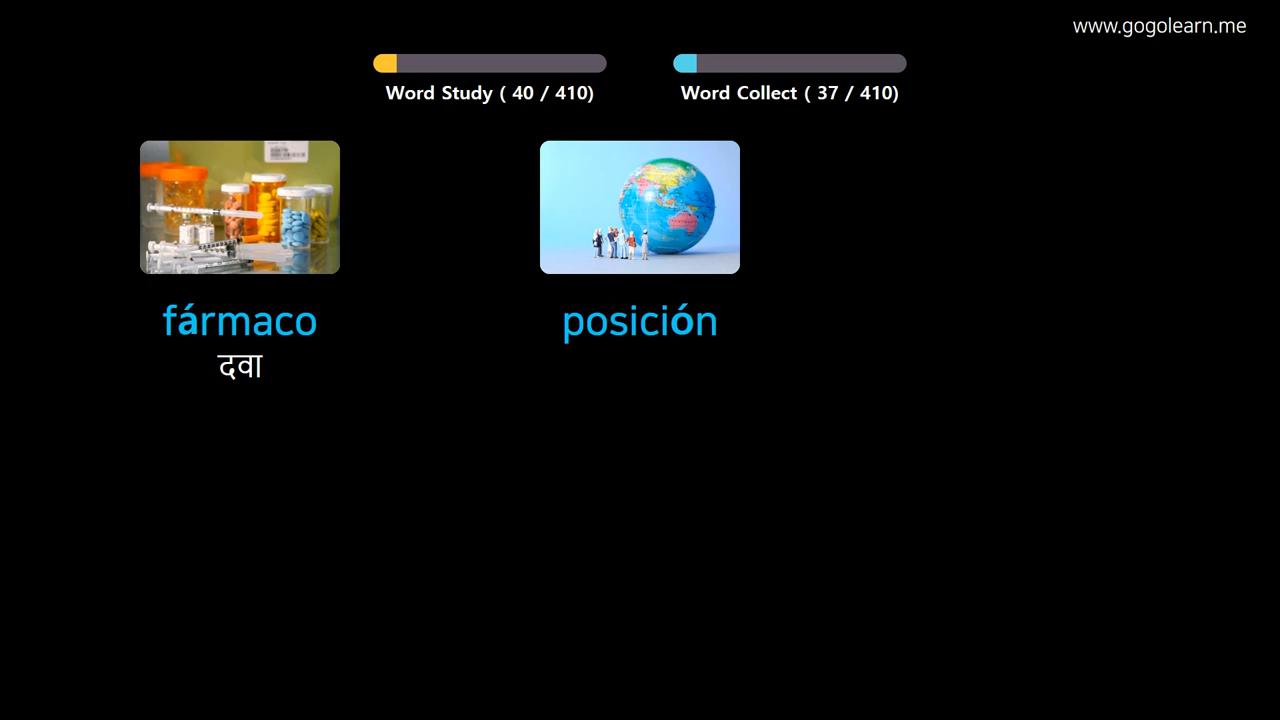 www.gogolearn.me
Word Study ( 40 / 410)
Word Collect ( 37 / 410)
fármaco
दवा
posición